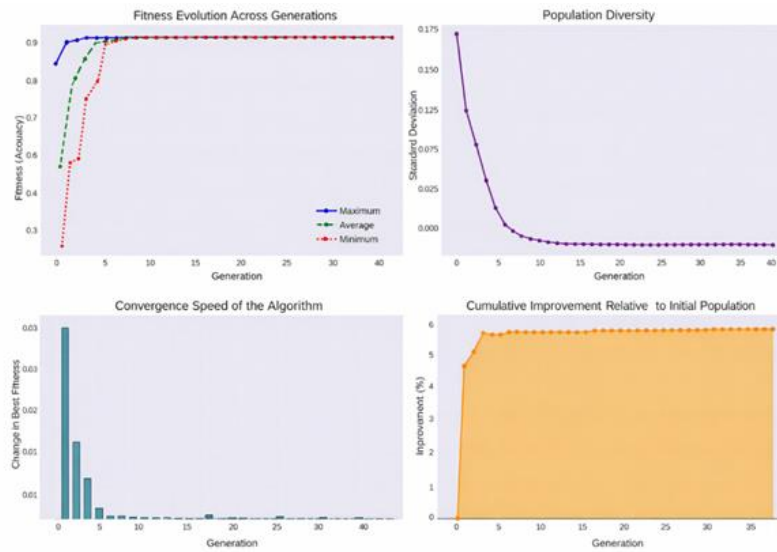 Fitness Evolution Across Generations
0.9
0.8
0.7
0.6
0.5
0.4
0.3
Fitness (Acouacy)
Maximum
Average
Minimum
0 5 10 15 20 25 30 35 40
Generation
Population Diversity
0.175
0.150
0.125
0.075
0.025
0.000
0 5 10 15 20 25 30 35 40
Generation
Convergence Speed of the Algorithm
0.03
0.03
0.02
0.01
0.01
Change in Best Fitnesss
0 5 10 15 20 25 30 40
Generation
Cumulative Improvement Relative to Initial Population
6
5
4
3
2
1
0
Inprovement (%)
0 5 10 15 20 25 30 35
Generation